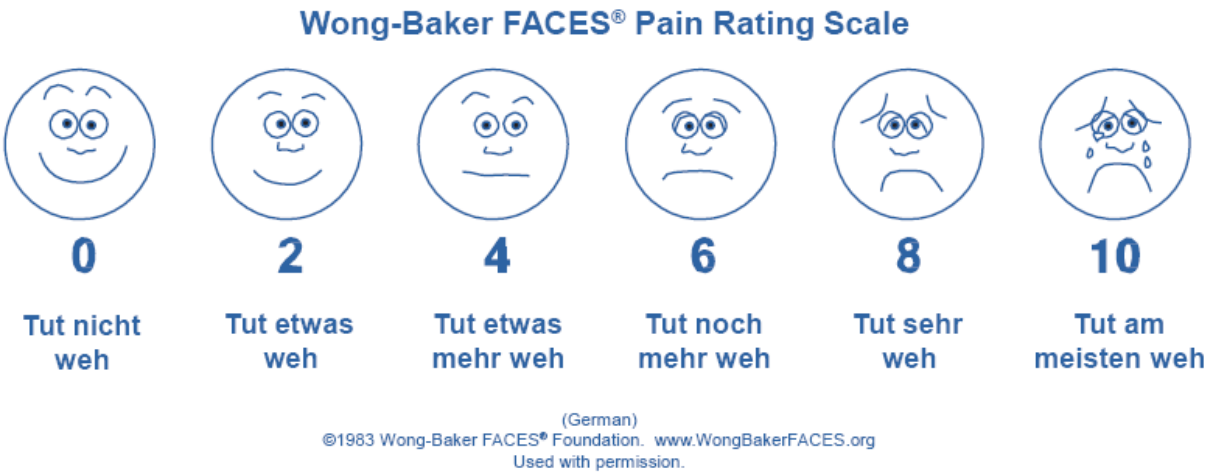 Wong-Baker FACES® Pain Rating Scale
0 2 4 6 8 10
Tut nicht Tut etwas Tut etwas Tut noch Tut sehr Tut am
weh weh mehr weh mehr weh weh meisten weh
(German)
©1983 Wong-Baker FACES® Foundation. www.WongBakerFACES.org
Used with permission.